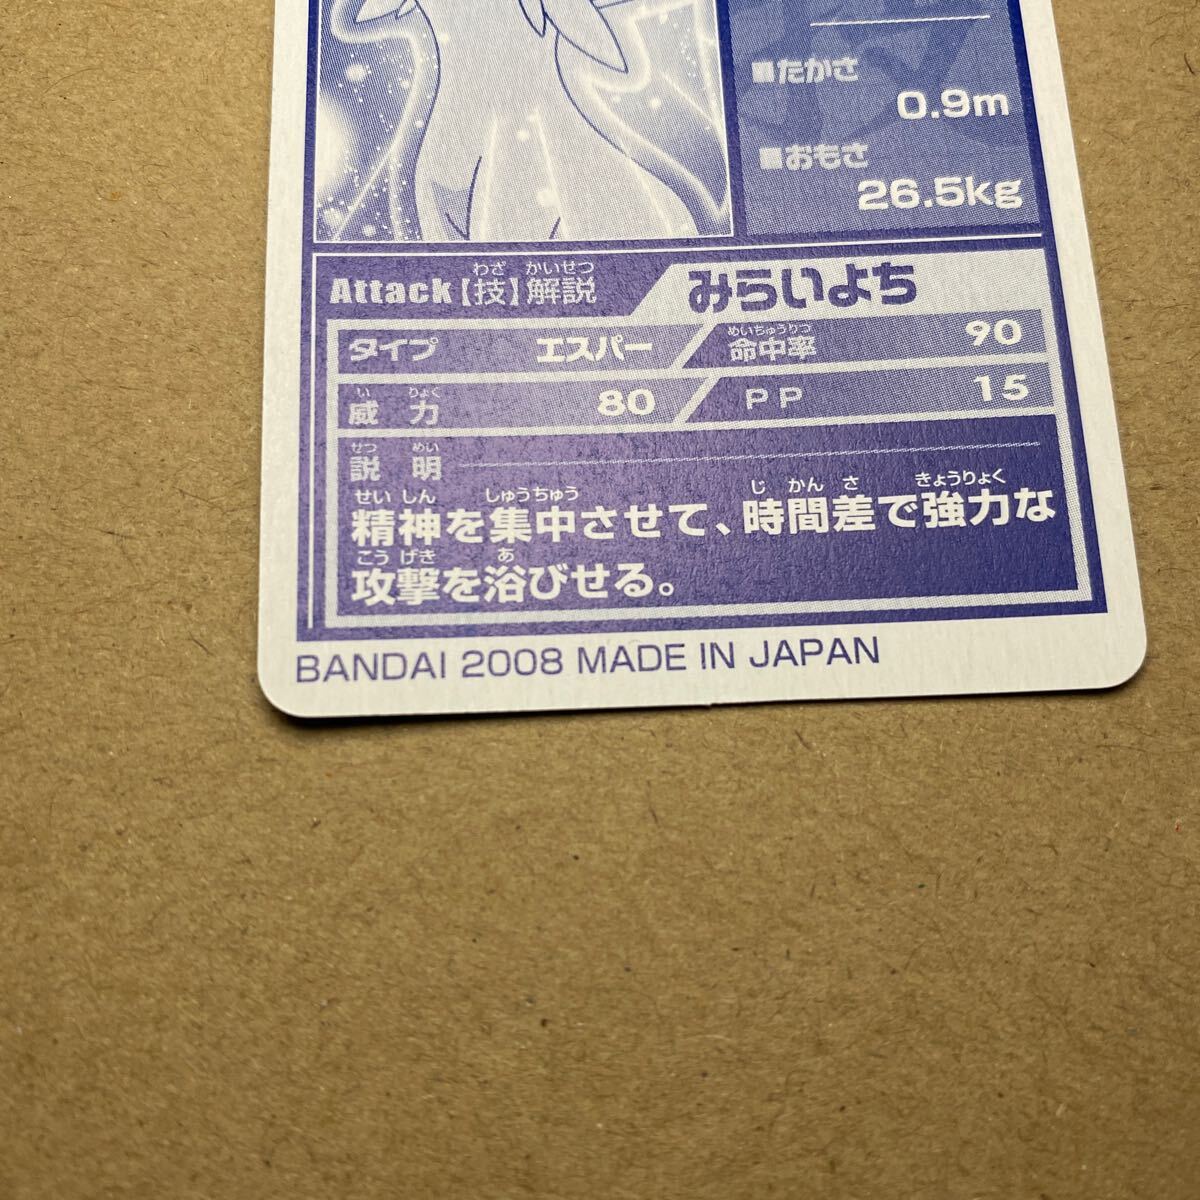 ■たかさ
0.9m
■おもさ
26.5kg
わざ かいせつ
Attack【技】解説
みらいよち
タイプ エスパー
めいちゅうりつ
命中率 90
い りょく
威力 80
PP 15
せつ めい
説明
せいしん しゅうちゅう じ かん さ きょうりょく
精神を集中させて、時間差で強力な
こう げき あ
攻撃を浴びせる。
BANDAI 2008 MADE IN JAPAN